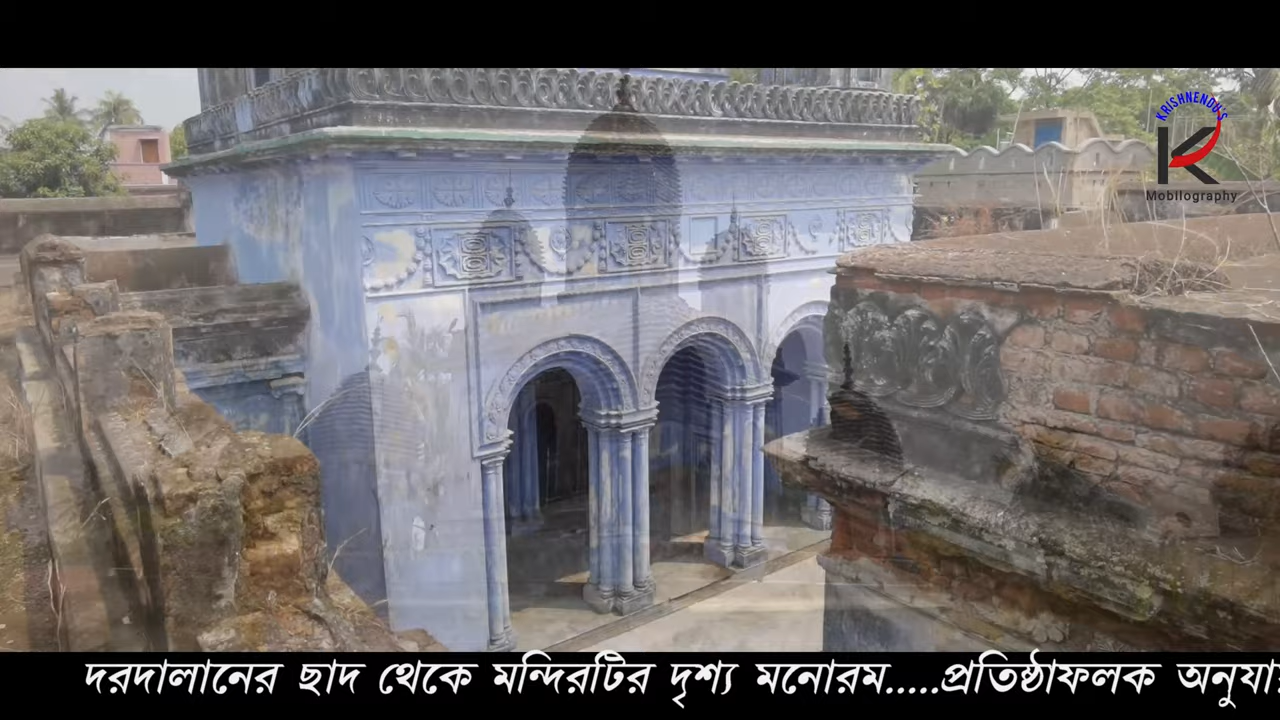 KRISHNENDU'S
K
Mobilography
দরদালানের ছাদ থেকে মন্দিরটির দৃশ্য মনোরম.....প্রতিষ্ঠাফলক